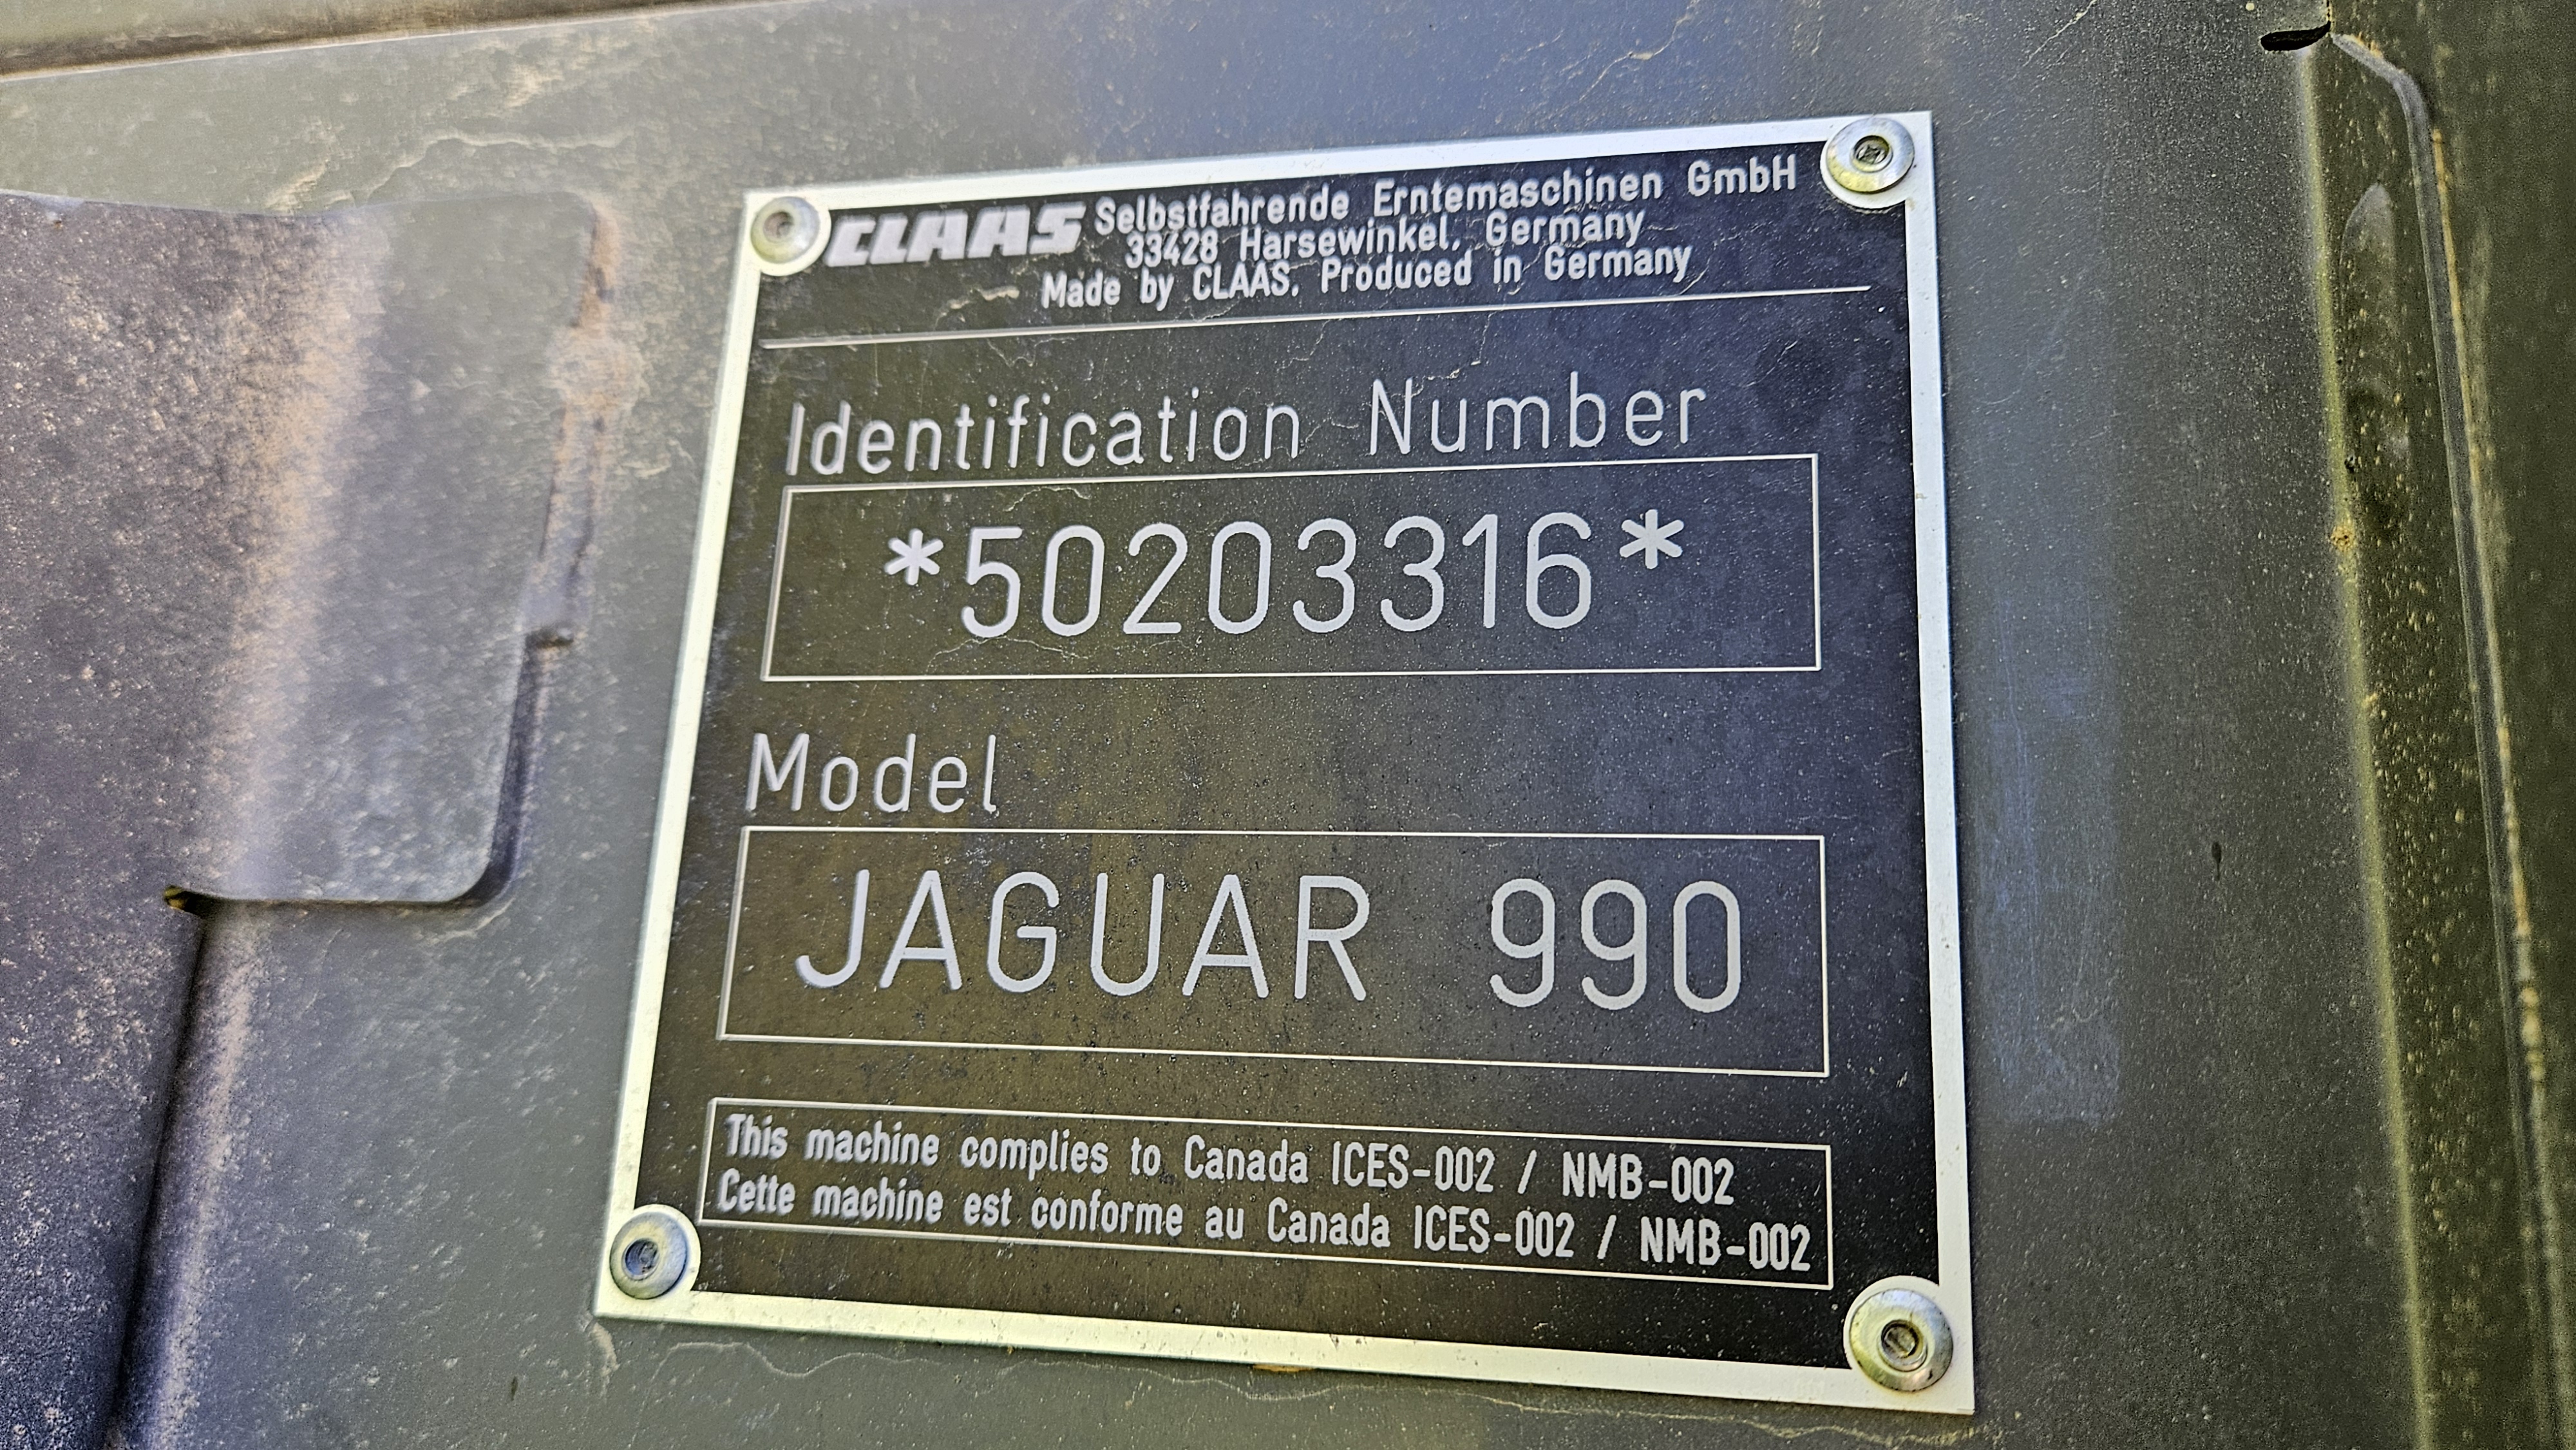 CLAAS Selbstfahrende Erntemaschinen GmbH
33428 Harsewinkel, Germany
Made by CLAAS, Produced in Germany
Identification Number
*50203316*
Model
JAGUAR 990
This machine complies to Canada ICES-002 / NMB-002
Cette machine est conforme au Canada ICES-002 / NMB-002